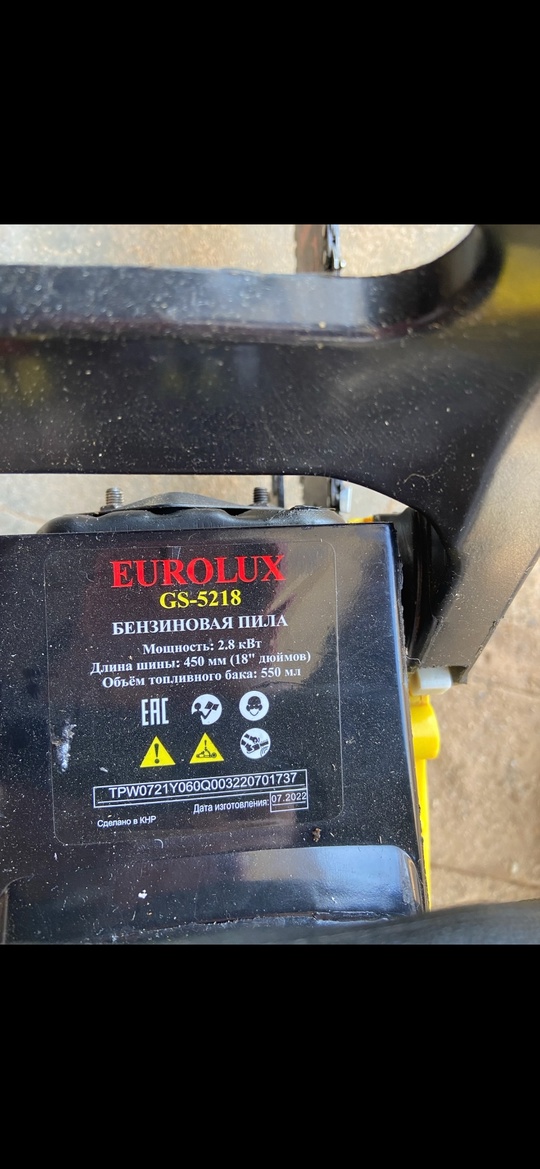 EUROLUX
GS-5218
БЕНЗИНОВАЯ ПИЛА
Мощность: 2.8 кВт
Длина шины: 450 мм (18" дюймов)
Объём топливного бака: 550 мл
EAC
TPW0721Y060Q003220701737
Дата изготовления: 07.2022
Сделано в КНР